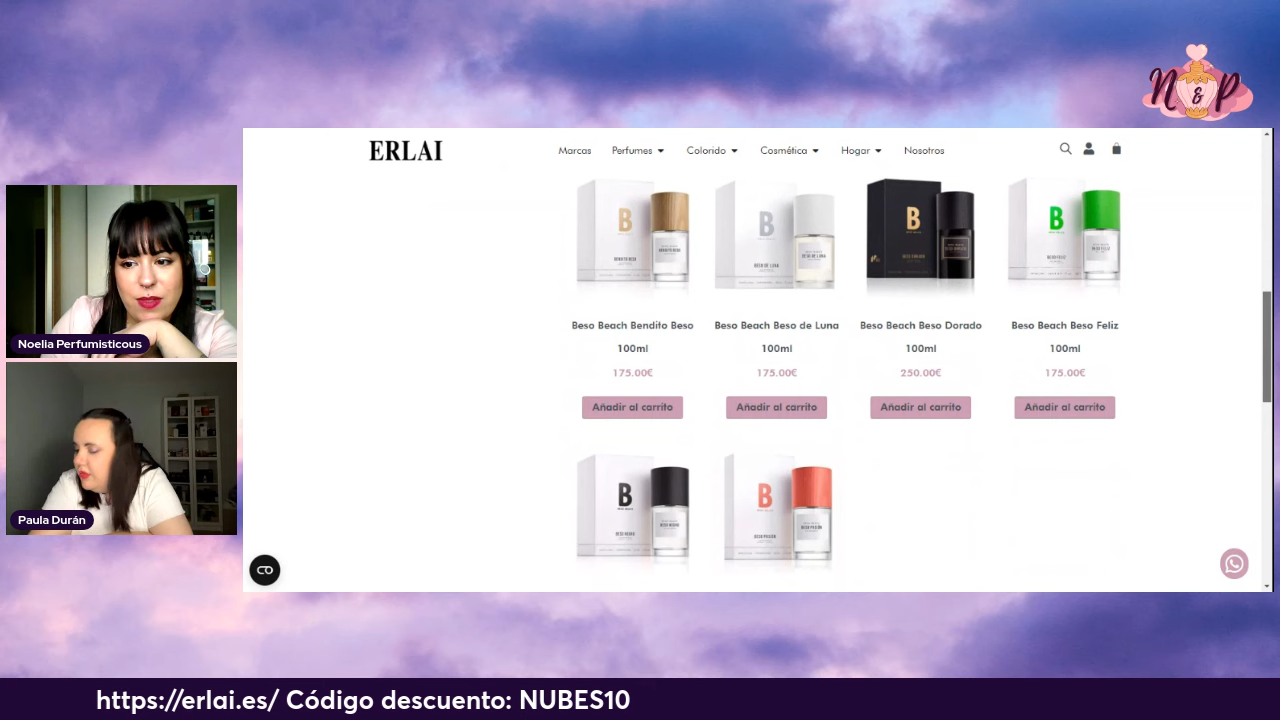 N & P
ERLAI
Marcas Perfumes Colorido Cosmética Hogar Nosotros
B
B
B
B
Beso Beach Bendito Beso
100ml
175.00€
Añadir al carrito
Beso Beach Beso de Luna
100ml
175.00€
Añadir al carrito
Beso Beach Beso Dorado
100ml
250.00€
Añadir al carrito
Beso Beach Beso Feliz
100ml
175.00€
Añadir al carrito
B
B
Noelia Perfumisticous
Paula Durán
https://erlai.es/ Código descuento: NUBES10